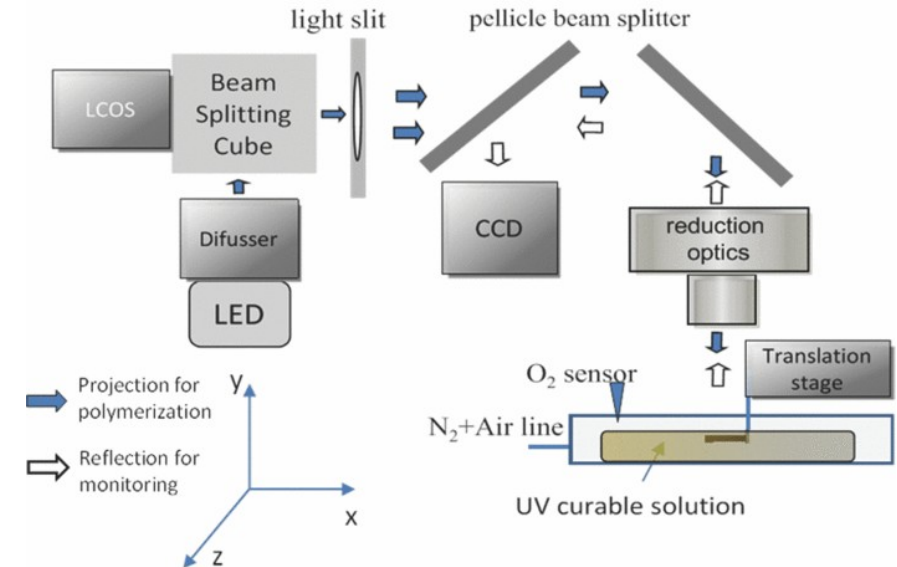 light slit
pellicle beam splitter
LCOS
Beam
Splitting
Cube
Difusser
CCD
reduction
optics
LED
Translation
stage
Projection for
polymerization
Reflection for
monitoring
y
x
z
O₂ sensor
N₂+Air line
UV curable solution